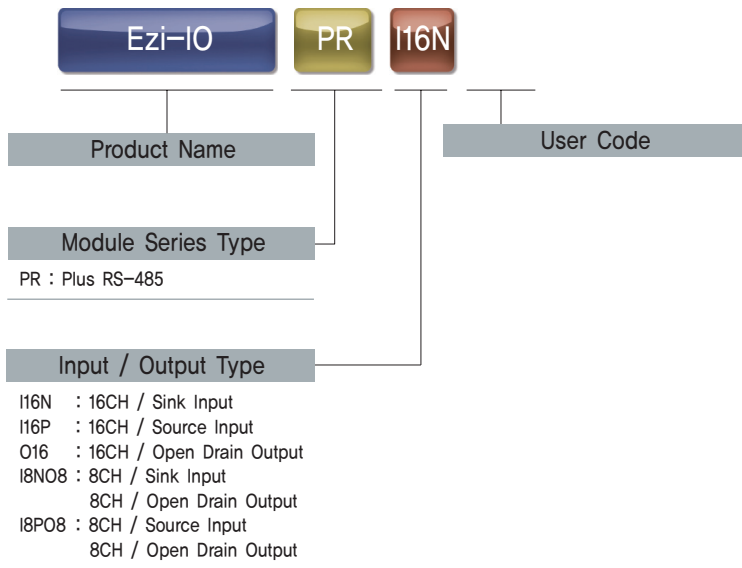 Ezi-IO PR I16N
Product Name
User Code
Module Series Type
PR : Plus RS-485
Input / Output Type
I16N : 16CH / Sink Input
I16P : 16CH / Source Input
O16 : 16CH / Open Drain Output
I8NO8 : 8CH / Sink Input
8CH / Open Drain Output
I8PO8 : 8CH / Source Input
8CH / Open Drain Output